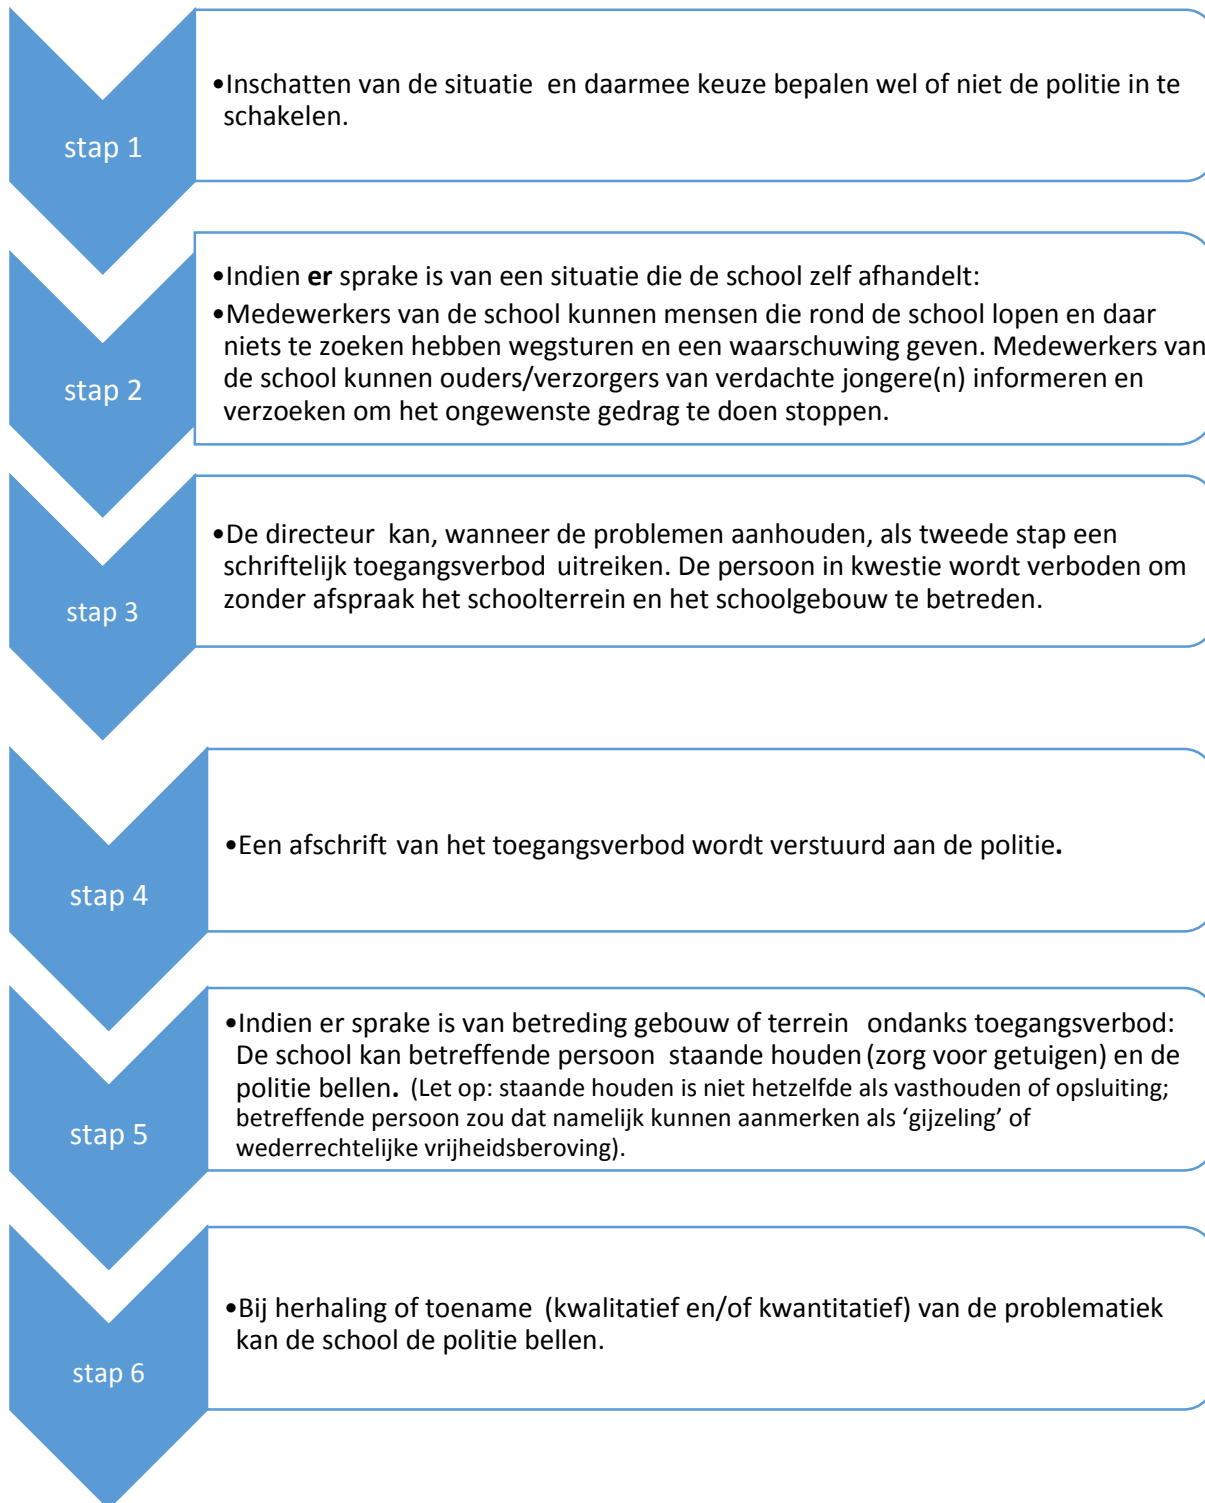 stap 1
•Inschatten van de situatie en daarmee keuze bepalen wel of niet de politie in te
schakelen.
stap 2
•Indien er sprake is van een situatie die de school zelf afhandelt:
•Medewerkers van de school kunnen mensen die rond de school lopen en daar
niets te zoeken hebben wegsturen en een waarschuwing geven. Medewerkers van
de school kunnen ouders/verzorgers van verdachte jongere(n) informeren en
verzoeken om het ongewenste gedrag te doen stoppen.
stap 3
•De directeur kan, wanneer de problemen aanhouden, als tweede stap een
schriftelijk toegangsverbod uitreiken. De persoon in kwestie wordt verboden om
zonder afspraak het schoolterrein en het schoolgebouw te betreden.
stap 4
•Een afschrift van het toegangsverbod wordt verstuurd aan de politie.
stap 5
•Indien er sprake is van betreding gebouw of terrein ondanks toegangsverbod:
De school kan betreffende persoon staande houden (zorg voor getuigen) en de
politie bellen. (Let op: staande houden is niet hetzelfde als vasthouden of opsluiting;
betreffende persoon zou dat namelijk kunnen aanmerken als ‘gijzeling’ of
wederrechtelijke vrijheidsberoving).
stap 6
•Bij herhaling of toename (kwalitatief en/of kwantitatief) van de problematiek
kan de school de politie bellen.